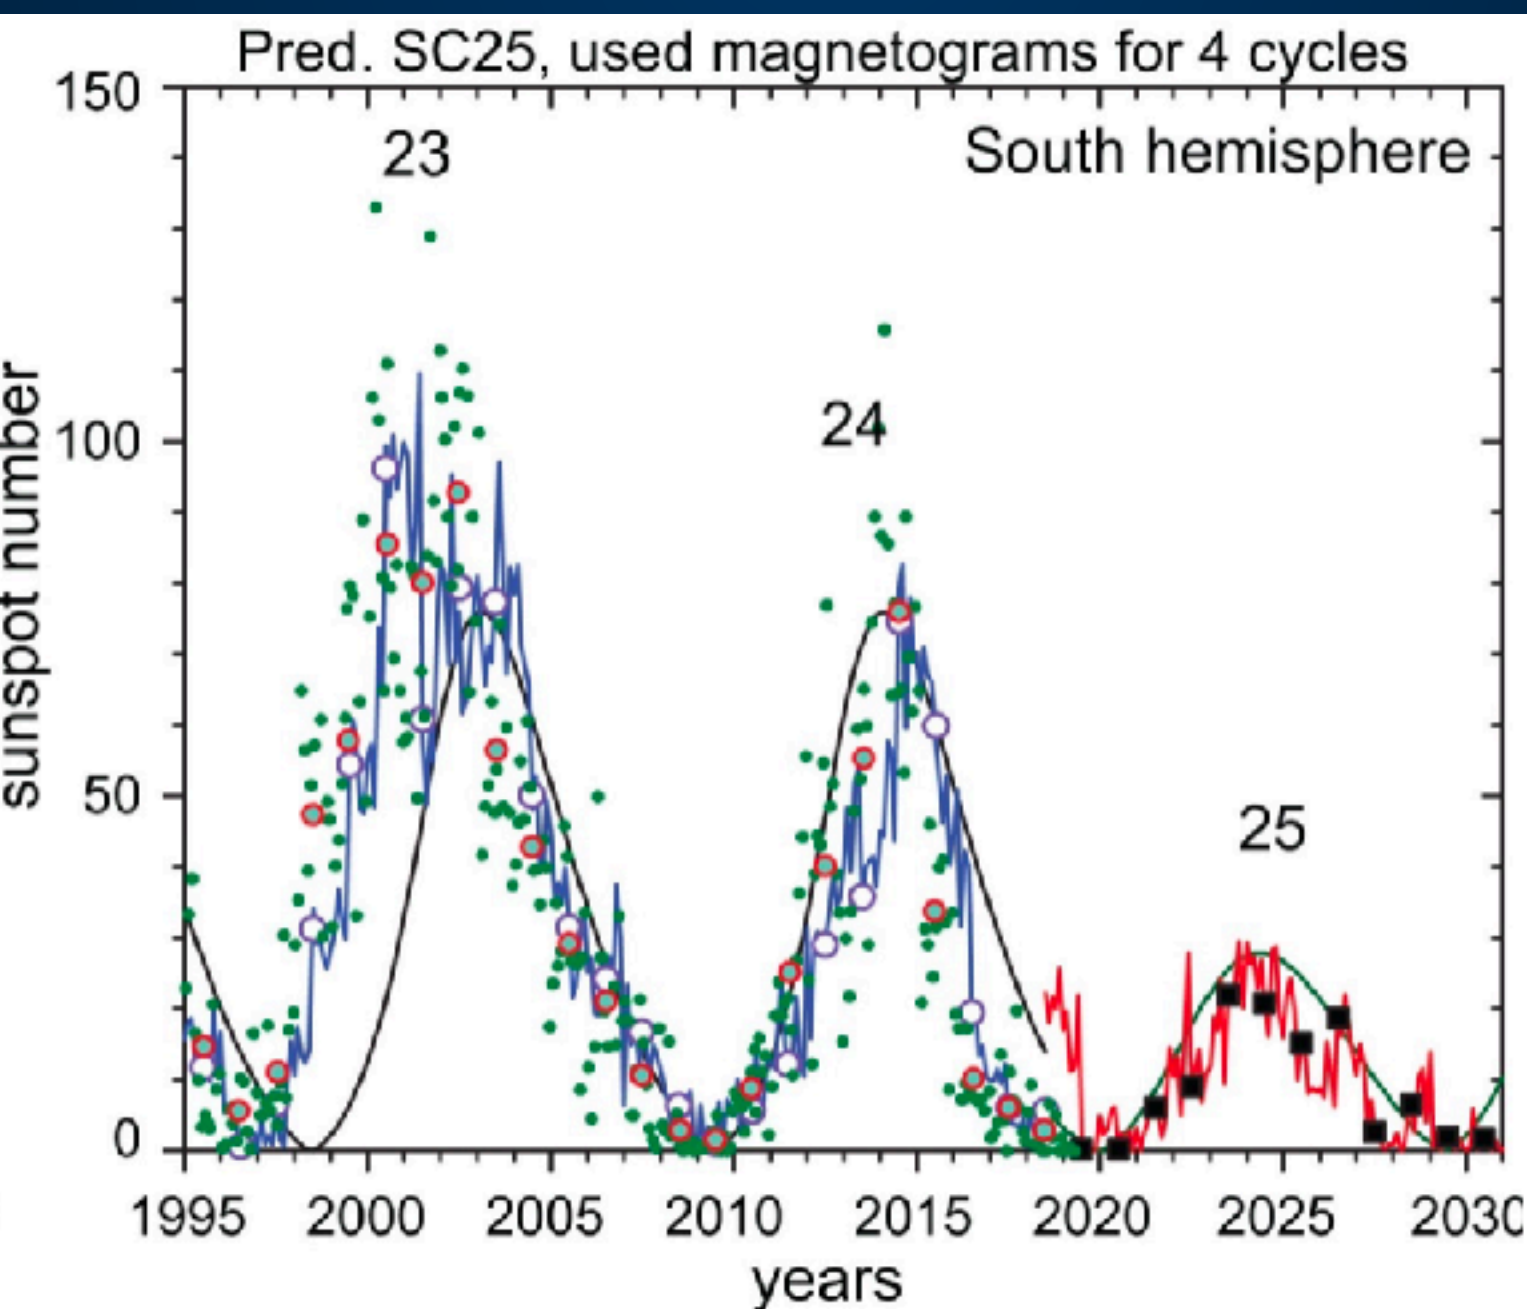 Pred. SC25, used magnetograms for 4 cycles
150
23
South hemisphere
100
24
sunspot number
50
25
0
1995 2000 2005 2010 2015 2020 2025 2030
years